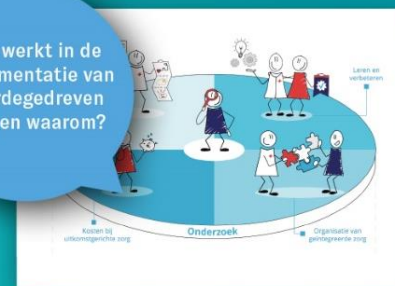 werkt in de
mentatie van
rdegedreven
en waarom?
Leren en
verbeteren
Kosten bij
uitkomstgerichte zorg
Onderzoek
Organisatie van
geïntegreerde zorg